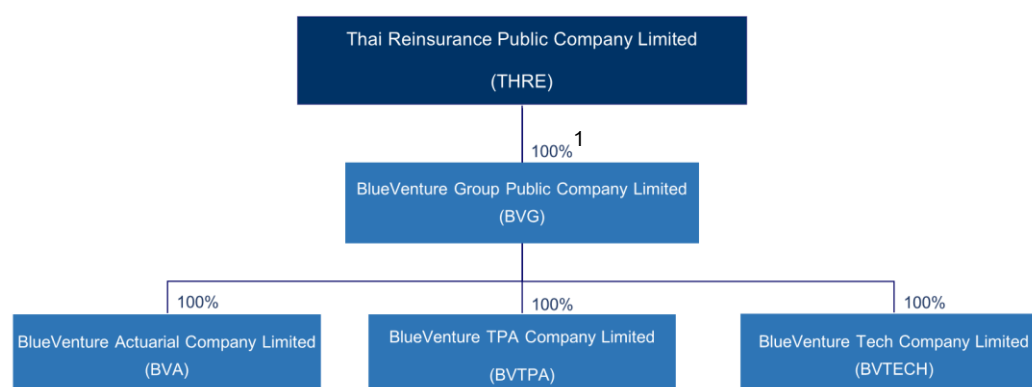 Thai Reinsurance Public Company Limited
(THRE)
100%1
BlueVenture Group Public Company Limited
(BVG)
100%
100%
100%
BlueVenture Actuarial Company Limited
(BVA)
BlueVenture TPA Company Limited
(BVTPA)
BlueVenture Tech Company Limited
(BVTECH)